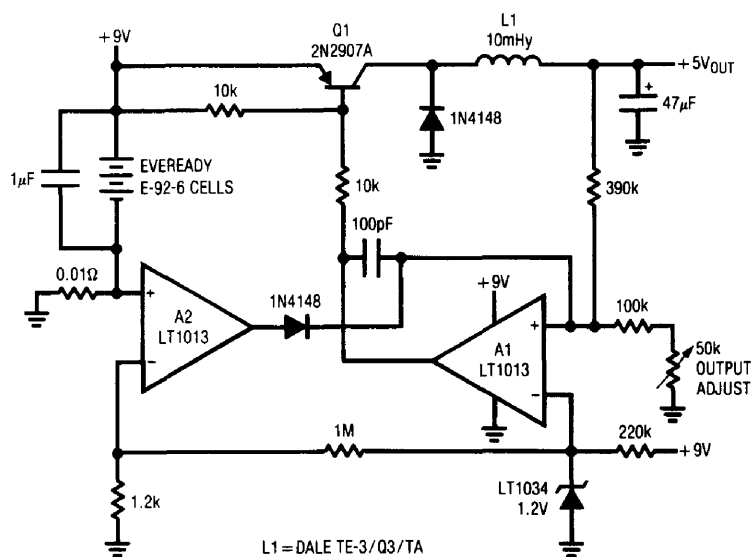 +9V
Q1
2N2907A
L1
10mHy
+5VOUT
10k
1N4148
+
47μF
1μF
EVEREADY
E-92-6 CELLS
10k
390k
100pF
0.01Ω
+
A2
LT1013
−
1N4148
+9V
+
A1
LT1013
−
100k
50k
OUTPUT
ADJUST
1M
220k
+9V
1.2k
LT1034
1.2V
L1 = DALE TE-3/Q3/TA